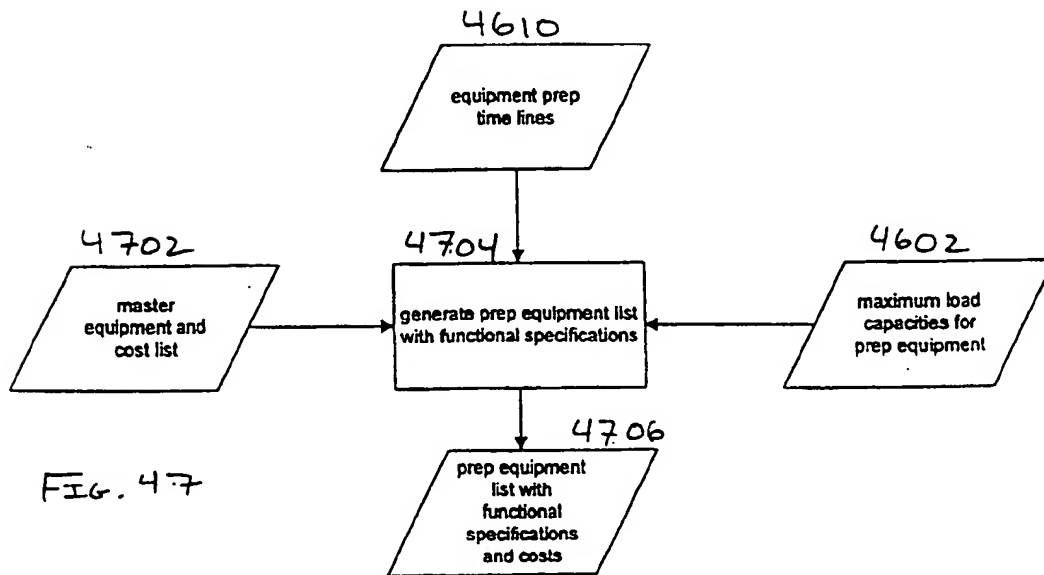 4610
equipment prep
time lines
4702
master
equipment and
cost list
4704
generate prep equipment list
with functional specifications
4602
maximum load
capacities for
prep equipment
4706
prep equipment
list with
functional
specifications
and costs
FIG. 47